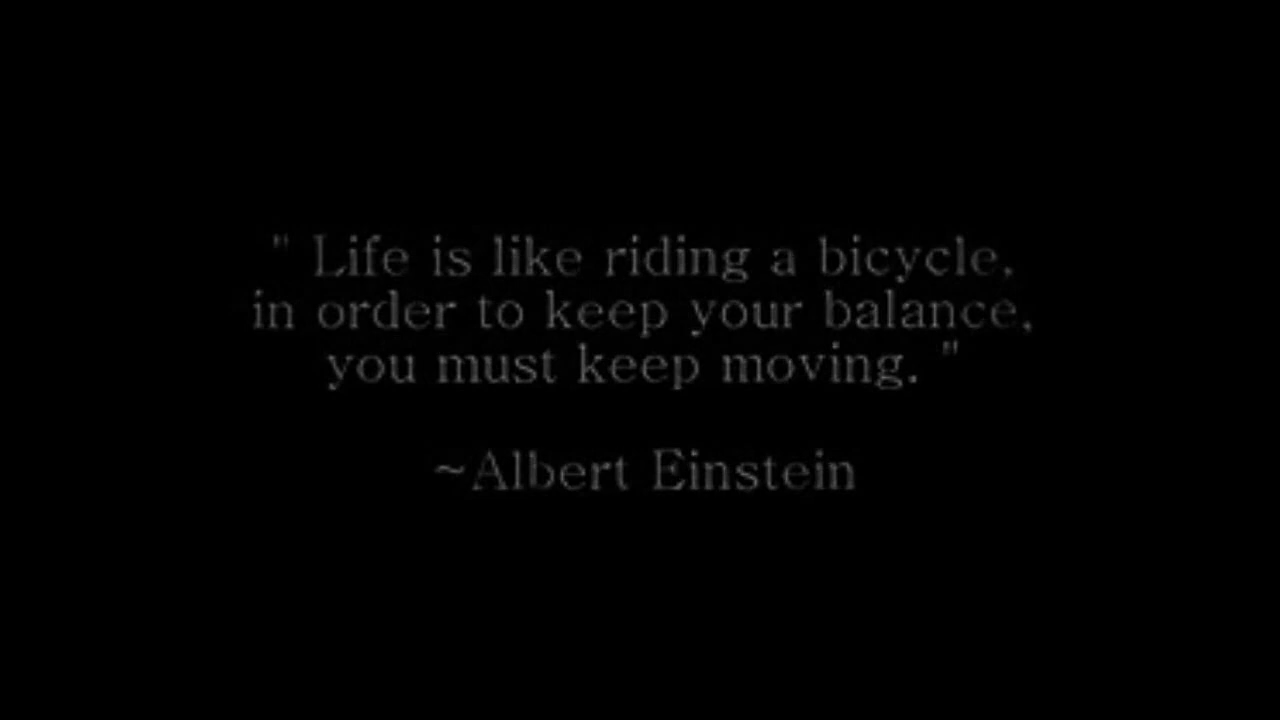 " Life is like riding a bicycle,
in order to keep your balance,
you must keep moving. "
~Albert Einstein